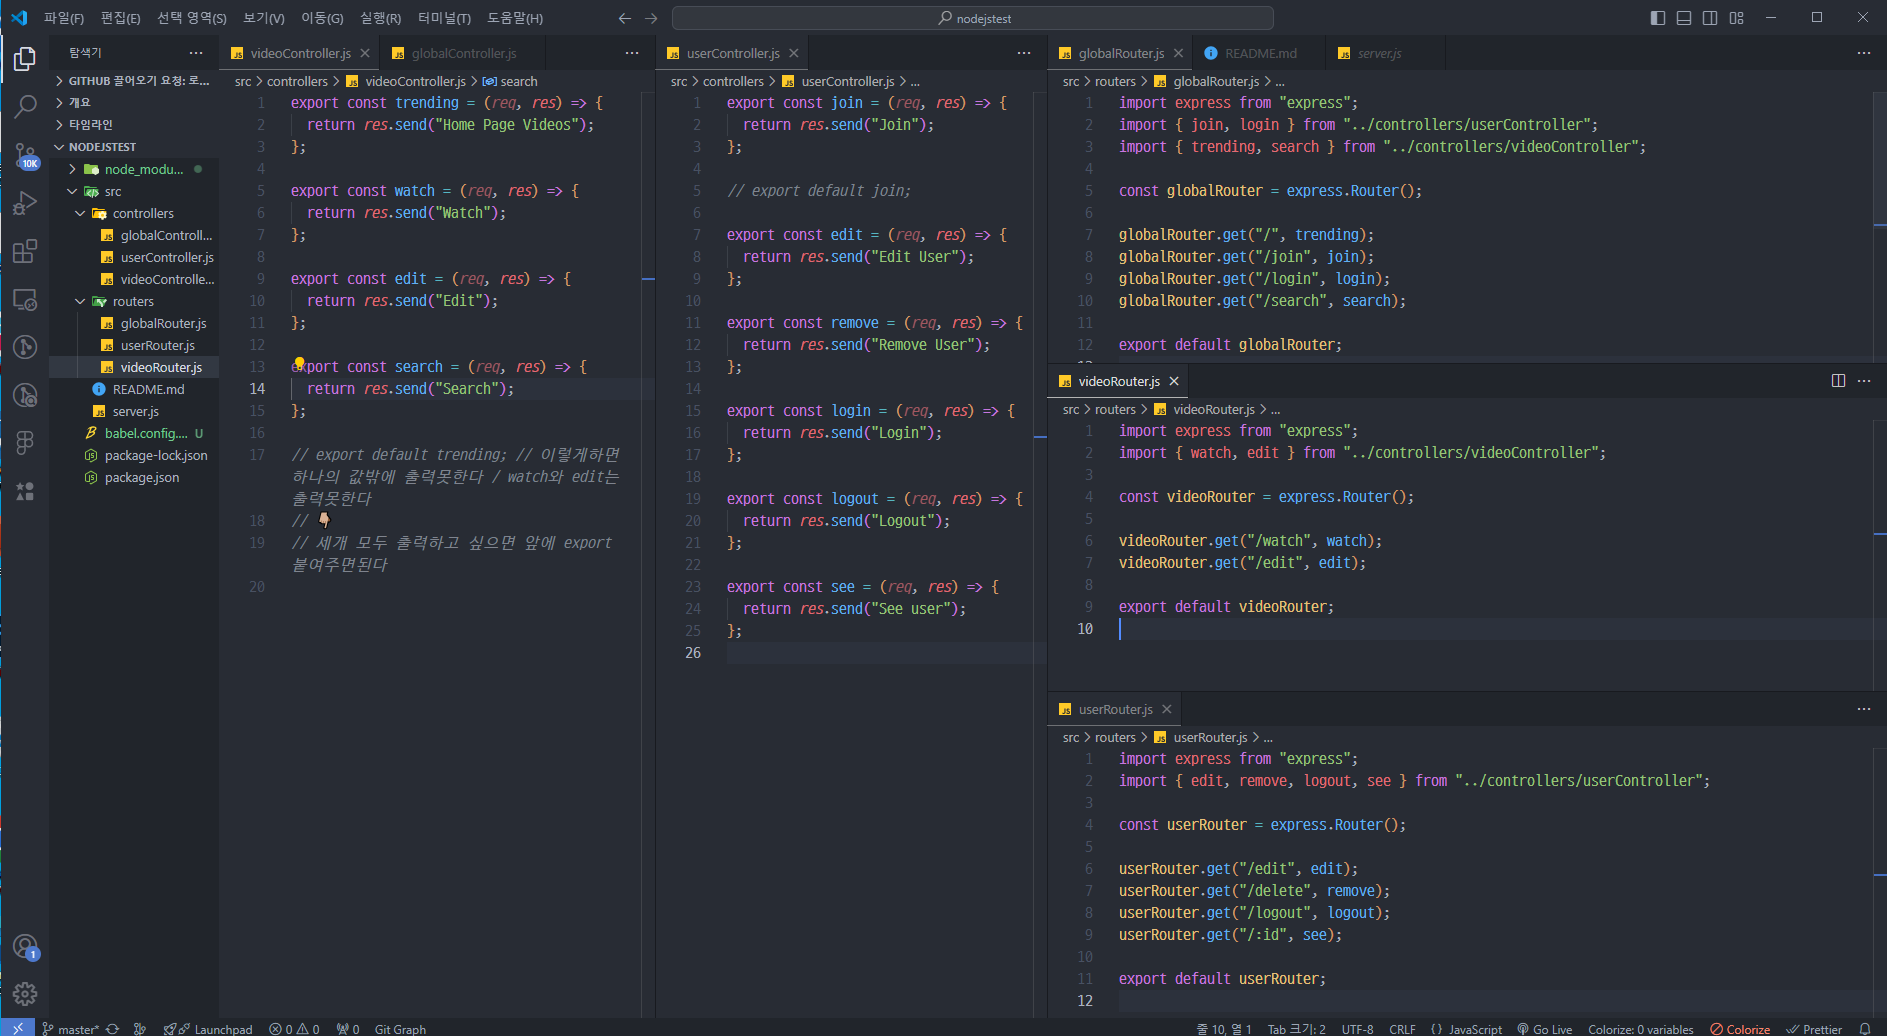 파일(F) 편집(E) 선택 영역(S) 보기(V) 이동(G) 실행(R) 터미널(T) 도움말(H) nodejstest
탐색기
GITHUB 끌어오기 요청: 로...
개요
타임라인
NODEJSTEST
node_modu...
src
controllers
globalControll...
userController.js
videoControlle...
routers
globalRouter.js
userRouter.js
videoRouter.js
README.md
server.js
babel.config.... U
package-lock.json
package.json
10K
1
videoController.js globalController.js
src > controllers > videoController.js > search
1 export const trending = (req, res) => {
2 return res.send("Home Page Videos");
3 };
4
5 export const watch = (req, res) => {
6 return res.send("Watch");
7 };
8
9 export const edit = (req, res) => {
10 return res.send("Edit");
11 };
12
13 export const search = (req, res) => {
14 return res.send("Search");
15 };
16
17 // export default trending; // 이렇게하면
하나의 값밖에 출력못한다 / watch와 edit는
출력못한다
18 // 👇
19 // 세개 모두 출력하고 싶으면 앞에 export
붙여주면된다
20
userController.js
src > controllers > userController.js > ...
1 export const join = (req, res) => {
2 return res.send("Join");
3 };
4
5 // export default join;
6
7 export const edit = (req, res) => {
8 return res.send("Edit User");
9 };
10
11 export const remove = (req, res) => {
12 return res.send("Remove User");
13 };
14
15 export const login = (req, res) => {
16 return res.send("Login");
17 };
18
19 export const logout = (req, res) => {
20 return res.send("Logout");
21 };
22
23 export const see = (req, res) => {
24 return res.send("See user");
25 };
26
globalRouter.js README.md server.js
src > routers > globalRouter.js > ...
1 import express from "express";
2 import { join, login } from "../controllers/userController";
3 import { trending, search } from "../controllers/videoController";
4
5 const globalRouter = express.Router();
6
7 globalRouter.get("/", trending);
8 globalRouter.get("/join", join);
9 globalRouter.get("/login", login);
10 globalRouter.get("/search", search);
11
12 export default globalRouter;
videoRouter.js
src > routers > videoRouter.js > ...
1 import express from "express";
2 import { watch, edit } from "../controllers/videoController";
3
4 const videoRouter = express.Router();
5
6 videoRouter.get("/watch", watch);
7 videoRouter.get("/edit", edit);
8
9 export default videoRouter;
10
userRouter.js
src > routers > userRouter.js > ...
1 import express from "express";
2 import { edit, remove, logout, see } from "../controllers/userController";
3
4 const userRouter = express.Router();
5
6 userRouter.get("/edit", edit);
7 userRouter.get("/delete", remove);
8 userRouter.get("/logout", logout);
9 userRouter.get("/:id", see);
10
11 export default userRouter;
12
master* Launchpad 0 0 0 Git Graph 줄 10, 열 1 Tab 크기: 2 UTF-8 CRLF {} JavaScript Go Live Colorize: 0 variables Colorize Prettier